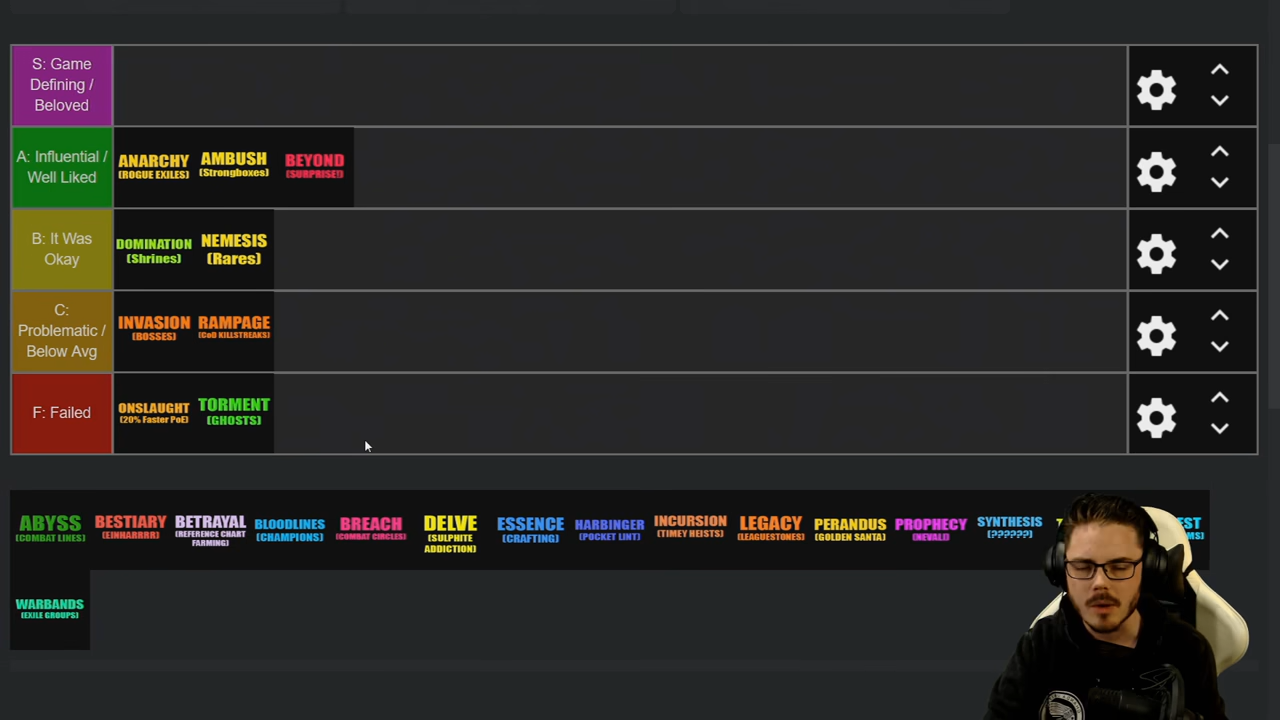 S: Game
Defining /
Beloved
A: Influential /
Well Liked
ANARCHY
(ROGUE EXILES)
AMBUSH
(Strongboxes)
BEYOND
(SURPRISE!)
B: It Was
Okay
DOMINATION
(Shrines)
NEMESIS
(Rares)
C:
Problematic /
Below Avg
INVASION
(BOSSES)
RAMPAGE
(CoD KILLSTREAKS)
F: Failed
ONSLAUGHT
(20% Faster PoE)
TORMENT
(GHOSTS)
ABYSS
(COMBAT LINES)
BESTIARY
(EINHARRRR)
BETRAYAL
(REFERENCE CHART
FARMING)
BLOODLINES
(CHAMPIONS)
BREACH
(COMBAT CIRCLES)
DELVE
(SULPHITE
ADDICTION)
ESSENCE
(CRAFTING)
HARBINGER
(POCKET LINT)
INCURSION
(TIMEY HEISTS)
LEGACY
(LEAGUESTONES)
PERANDUS
(GOLDEN SANTA)
PROPHECY
(NEVALI)
SYNTHESIS
(??????)
WARBANDS
(EXILE GROUPS)